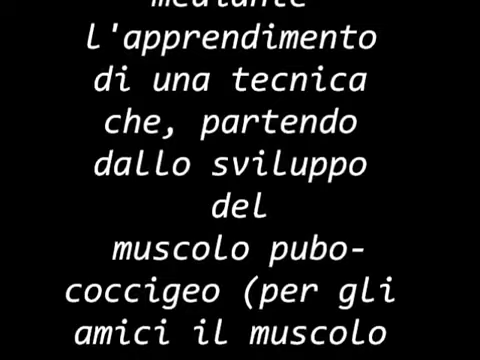 mediante
l'apprendimento
di una tecnica
che, partendo
dallo sviluppo
del
muscolo pubo-
coccigeo (per gli
amici il muscolo